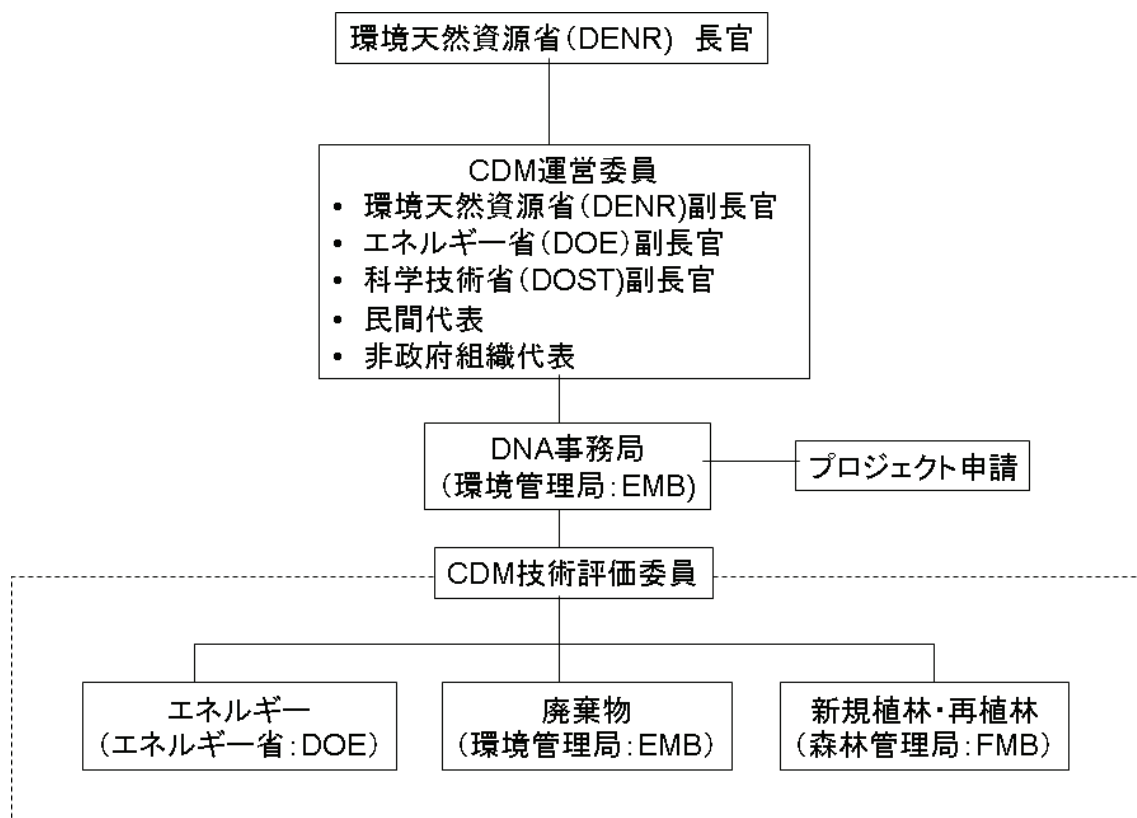 環境天然資源省(DENR) 長官
CDM運営委員
• 環境天然資源省(DENR)副長官
• エネルギー省(DOE)副長官
• 科学技術省(DOST)副長官
• 民間代表
• 非政府組織代表
DNA事務局
(環境管理局:EMB)
プロジェクト申請
CDM技術評価委員
エネルギー
(エネルギー省:DOE)
廃棄物
(環境管理局:EMB)
新規植林・再植林
(森林管理局:FMB)